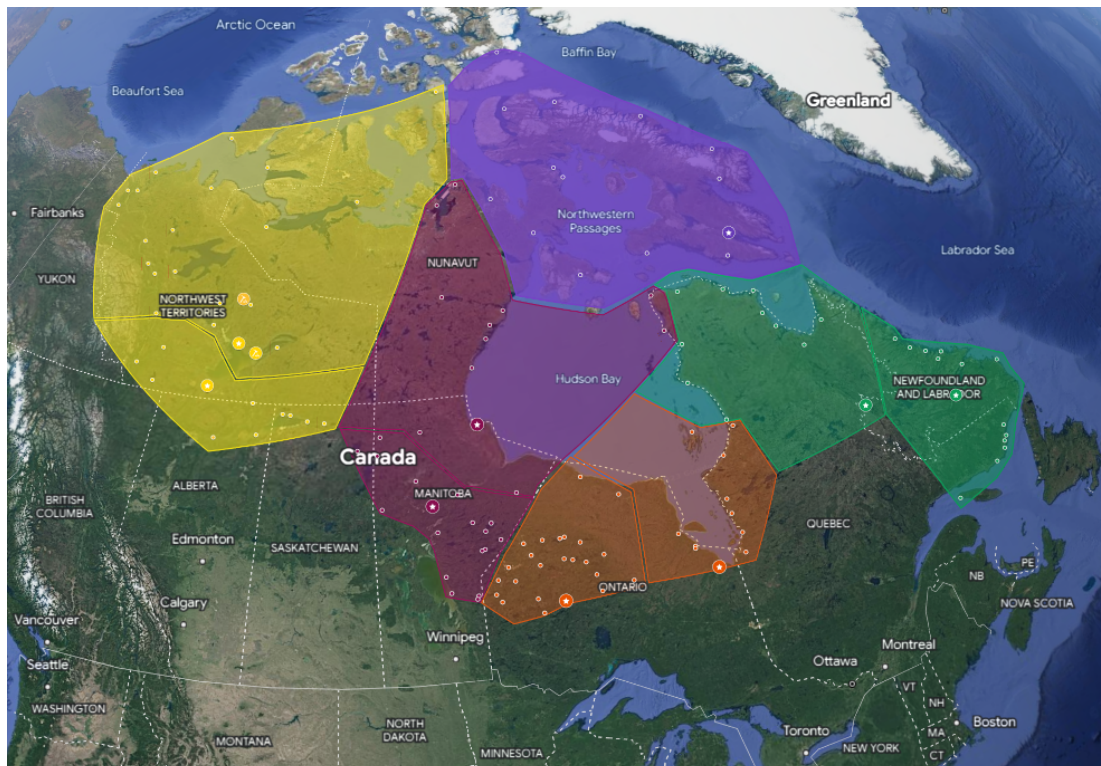 Arctic Ocean
Baffin Bay
Beaufort Sea
Greenland
Fairbanks
Northwestern
Passages
Labrador Sea
NUNAVUT
YUKON
NORTHWEST
TERRITORIES
Hudson Bay
NEWFOUNDLAND
AND LABRADOR
Canada
ALBERTA
MANITOBA
BRITISH
COLUMBIA
QUEBEC
Edmonton
SASKATCHEWAN
PE
NB
ONTARIO
NOVA SCOTIA
Calgary
Vancouver
Winnipeg
Montreal
Seattle
Ottawa
VT
WASHINGTON
NH
NORTH
DAKOTA
Toronto
Boston
MA
MONTANA
MINNESOTA
NEW YORK
CT